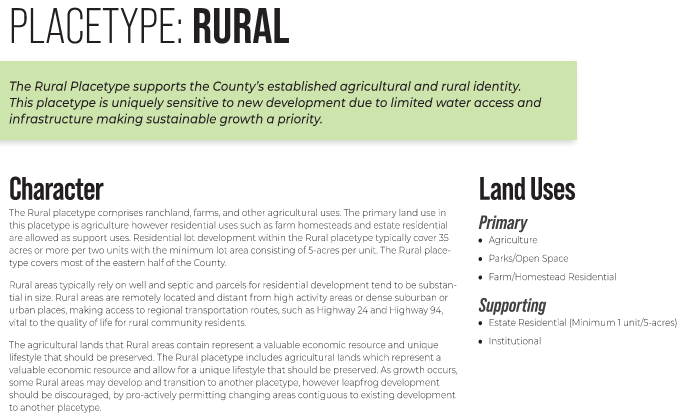 PLACETYPE: RURAL
The Rural Placetype supports the County's established agricultural and rural identity.
This placetype is uniquely sensitive to new development due to limited water access and
infrastructure making sustainable growth a priority.
Character
The Rural placetype comprises ranchland, farms, and other agricultural uses. The primary land use in
this placetype is agriculture however residential uses such as farm homesteads and estate residential
are allowed as support uses. Residential lot development within the Rural placetype typically cover 35
acres or more per two units with the minimum lot area consisting of 5-acres per unit. The Rural place-
type covers most of the eastern half of the County.
Rural areas typically rely on well and septic and parcels for residential development tend to be substan-
tial in size. Rural areas are remotely located and distant from high activity areas or dense suburban or
urban places, making access to regional transportation routes, such as Highway 24 and Highway 94,
vital to the quality of life for rural community residents.
The agricultural lands that Rural areas contain represent a valuable economic resource and unique
lifestyle that should be preserved. The Rural placetype includes agricultural lands which represent a
valuable economic resource and allow for a unique lifestyle that should be preserved. As growth occurs,
some Rural areas may develop and transition to another placetype, however leapfrog development
should be discouraged, by pro-actively permitting changing areas contiguous to existing development
to another placetype.
Land Uses
Primary
• Agriculture
• Parks/Open Space
• Farm/Homestead Residential
Supporting
• Estate Residential (Minimum 1 unit/5-acres)
• Institutional